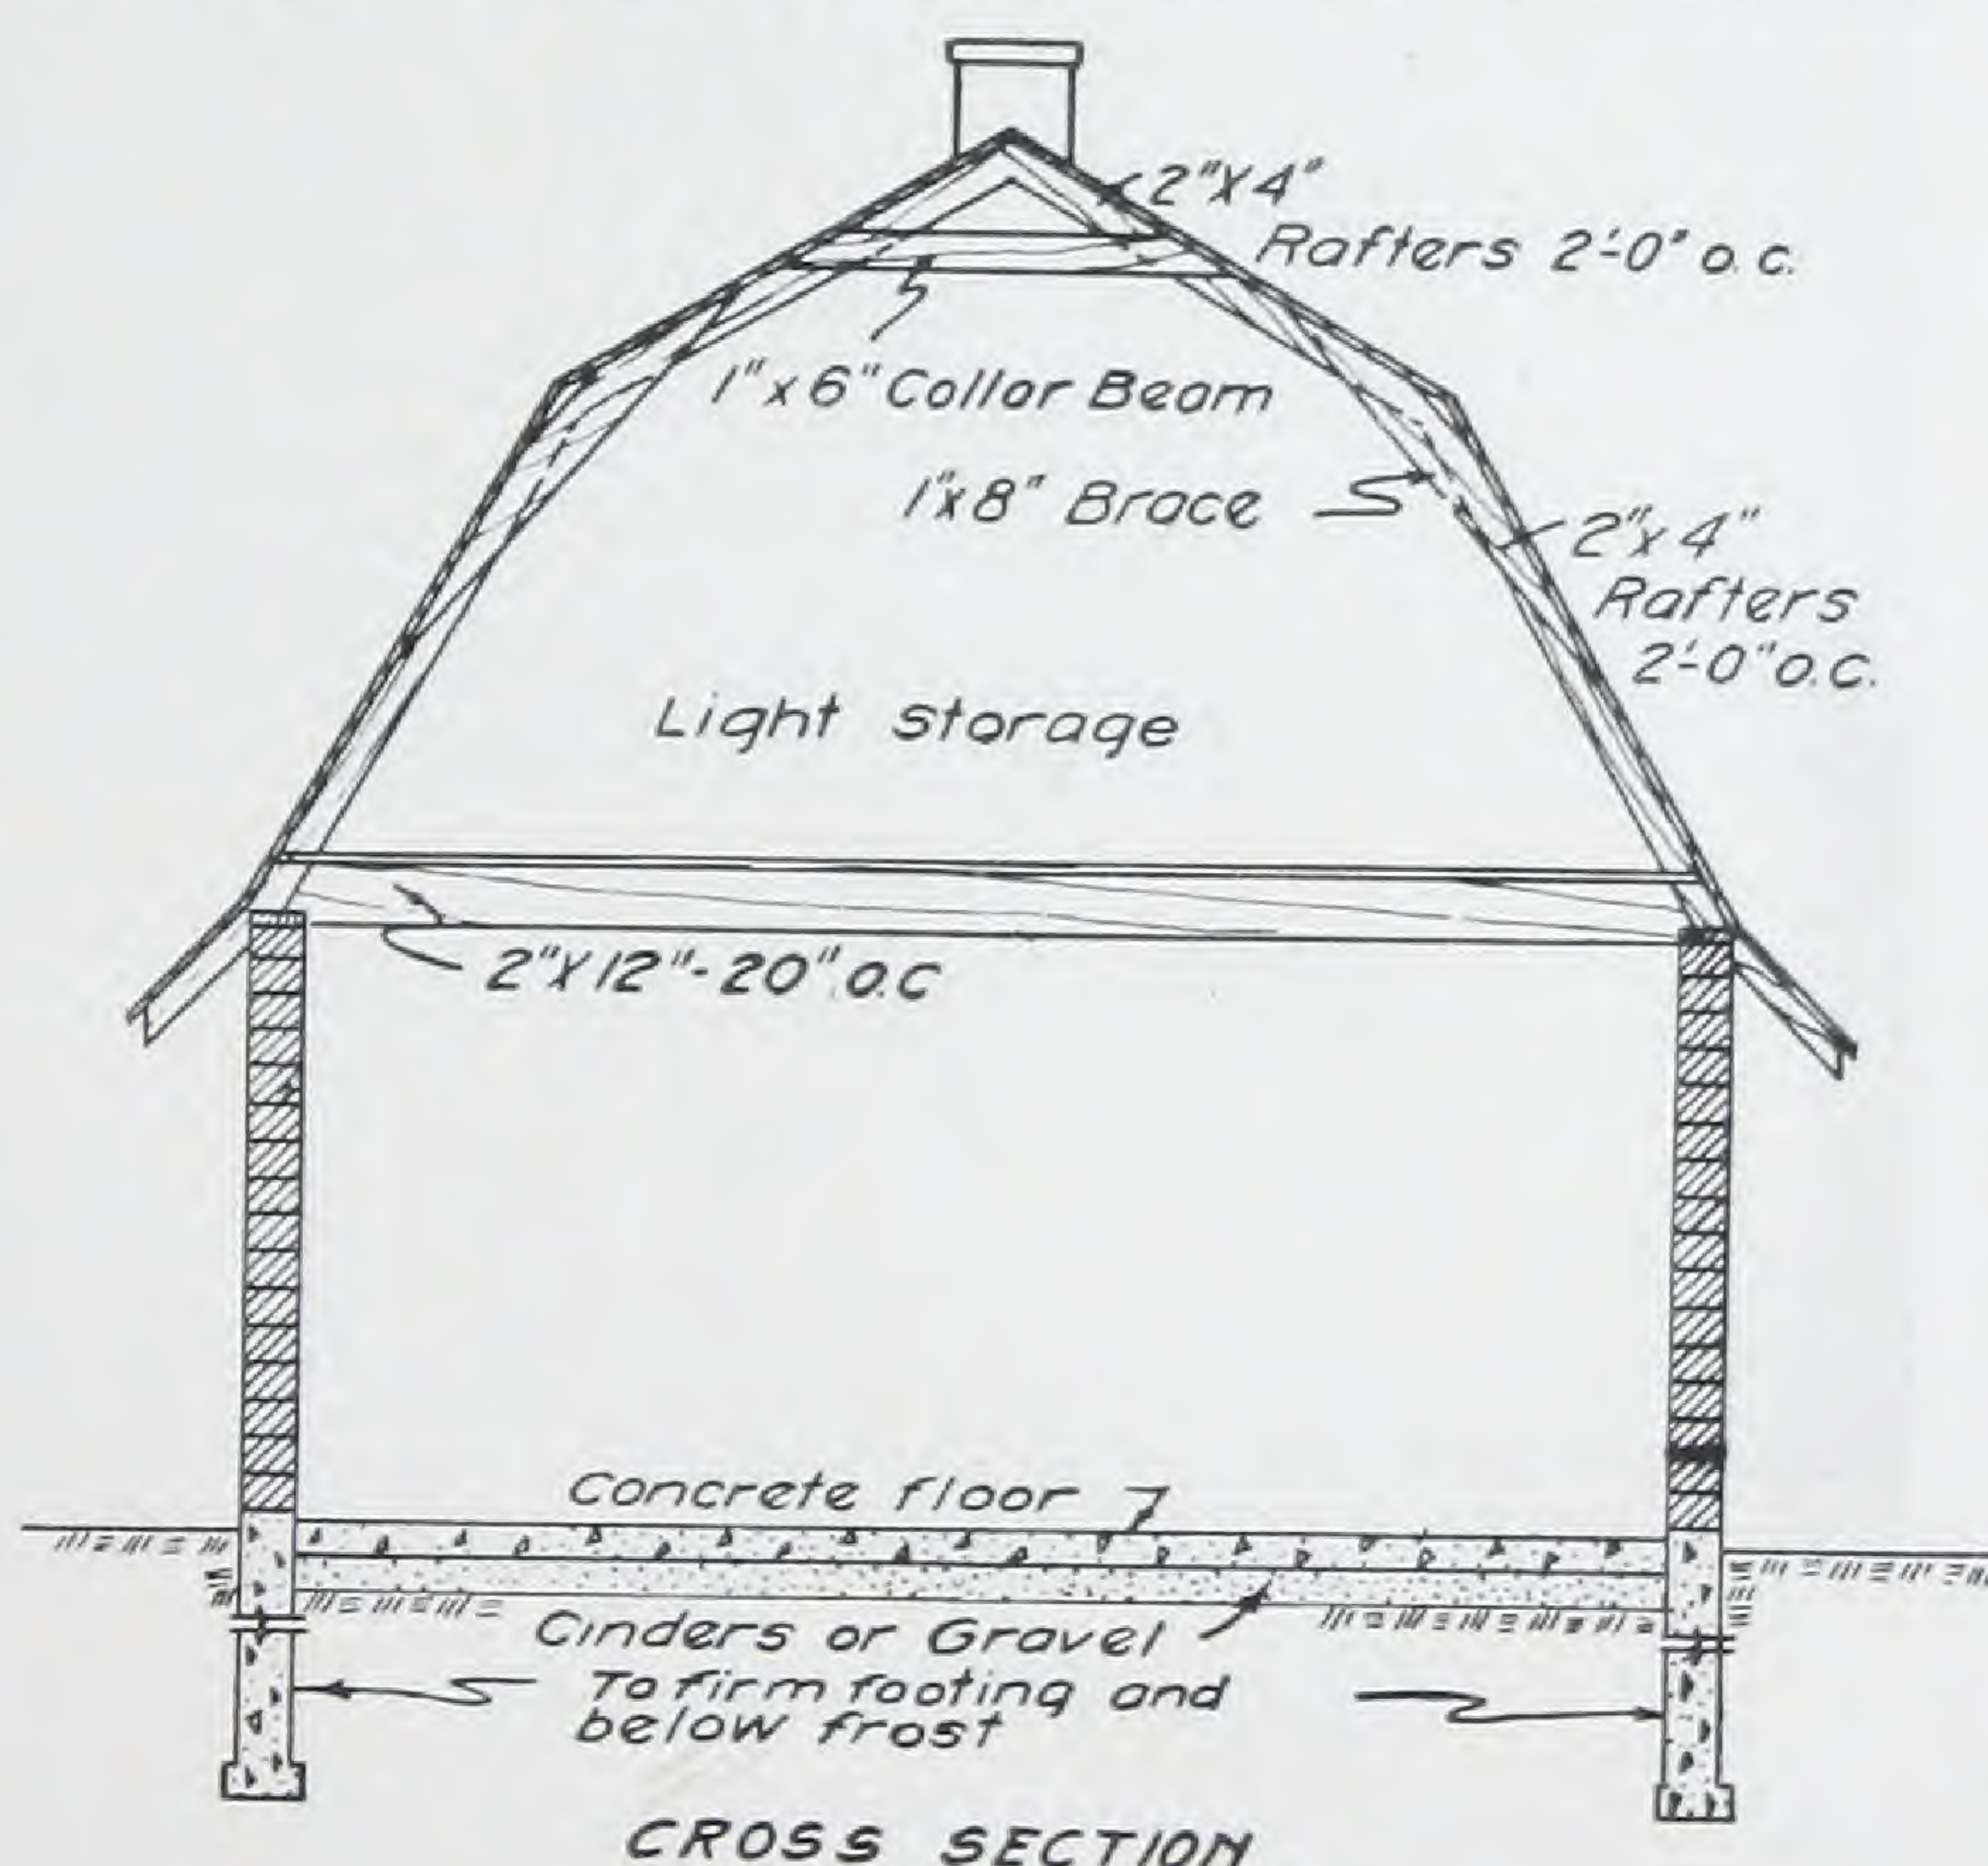 2"X4"
Rafters 2'-0" o.c.
1"x6" Collar Beam
1"x8" Brace
2"x4"
Rafters
2'-0" o.c.
Light storage
2"X12"-20" o.c
Concrete floor
Cinders or Gravel
To firm footing and
below frost
CROSS SECTION